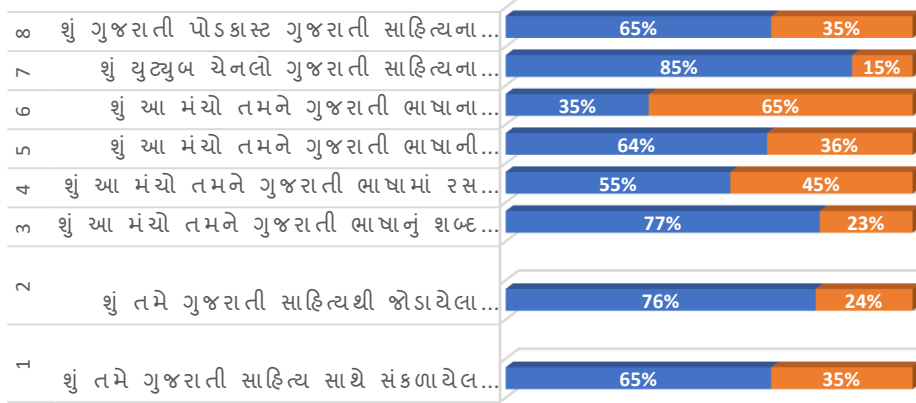 8 શું ગુજરાતી પોડકાસ્ટ ગુજરાતી સાહિત્યના... 65% 35%
7 શું યુટ્યુબ ચેનલો ગુજરાતી સાહિત્યના... 85% 15%
6 શું આ મંચો તમને ગુજરાતી ભાષાના... 35% 65%
5 શું આ મંચો તમને ગુજરાતી ભાષાની... 64% 36%
4 શું આ મંચો તમને ગુજરાતી ભાષામાં રસ... 55% 45%
3 શું આ મંચો તમને ગુજરાતી ભાષાનું શબ્દ... 77% 23%
2 શું તમે ગુજરાતી સાહિત્યથી જોડાયેલા... 76% 24%
1 શું તમે ગુજરાતી સાહિત્ય સાથે સંકળાયેલ... 65% 35%